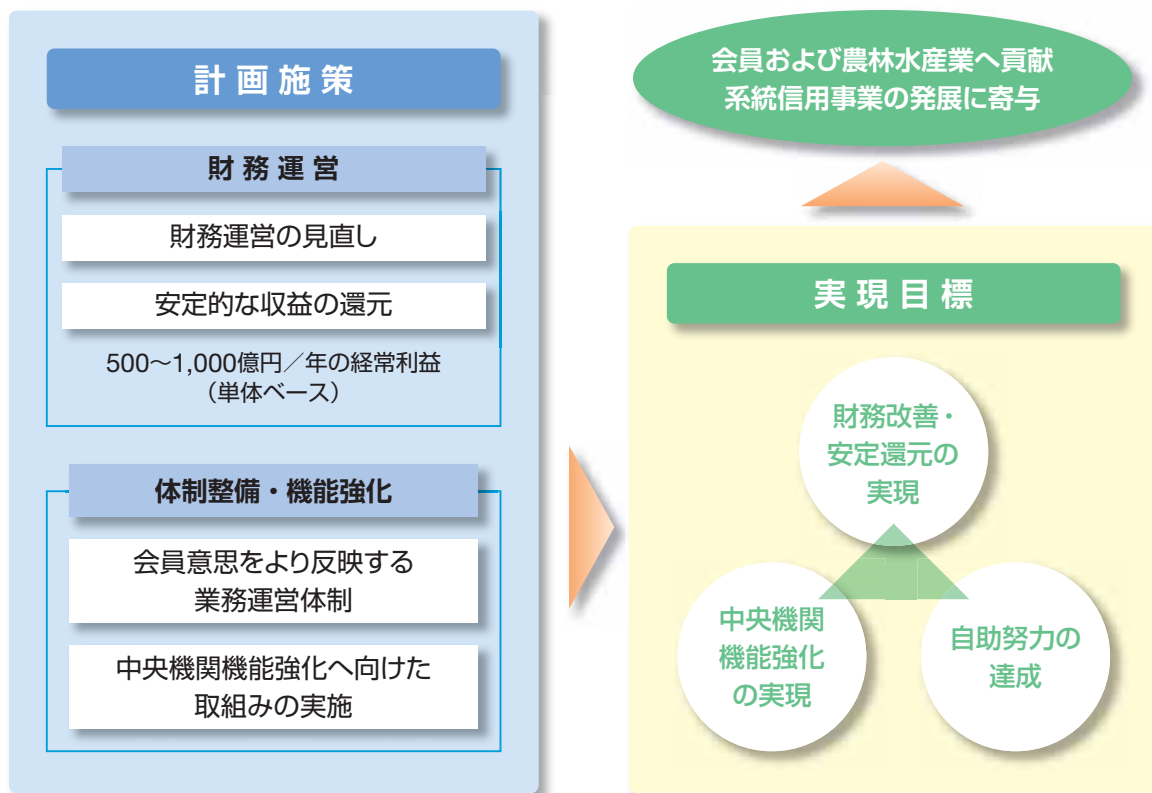 計画施策
財務運営
財務運営の見直し
安定的な収益の還元
500〜1,000億円／年の経常利益
（単体ベース）
体制整備・機能強化
会員意思をより反映する
業務運営体制
中央機関機能強化へ向けた
取組みの実施
会員および農林水産業へ貢献
系統信用事業の発展に寄与
実現目標
財務改善・
安定還元の
実現
中央機関
機能強化
の実現
自助努力の
達成